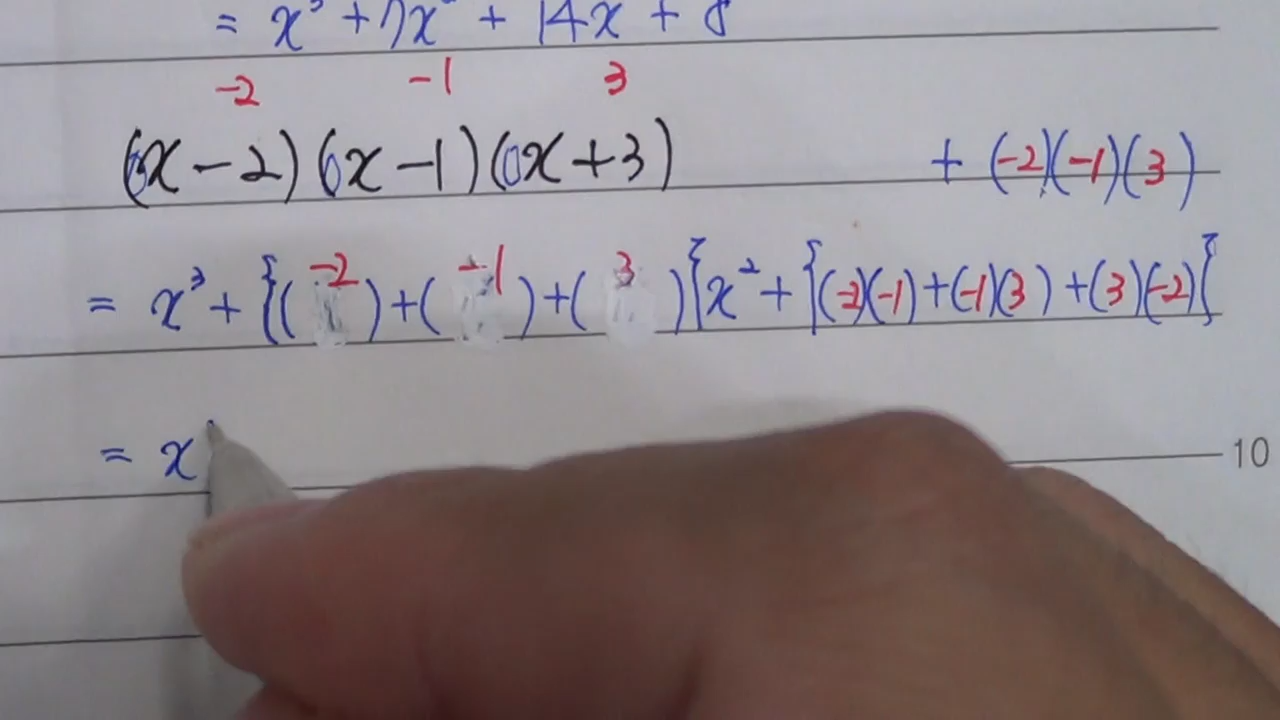 = x³ + 7x² + 14x + 8
-2 -1 3
(x-2)(x-1)(x+3) + (-2)(-1)(3)
= x³ + {(-2)+(-1)+(3)}x² + {(-2)(-1)+(-1)(3)+(3)(-2)}
= x
10